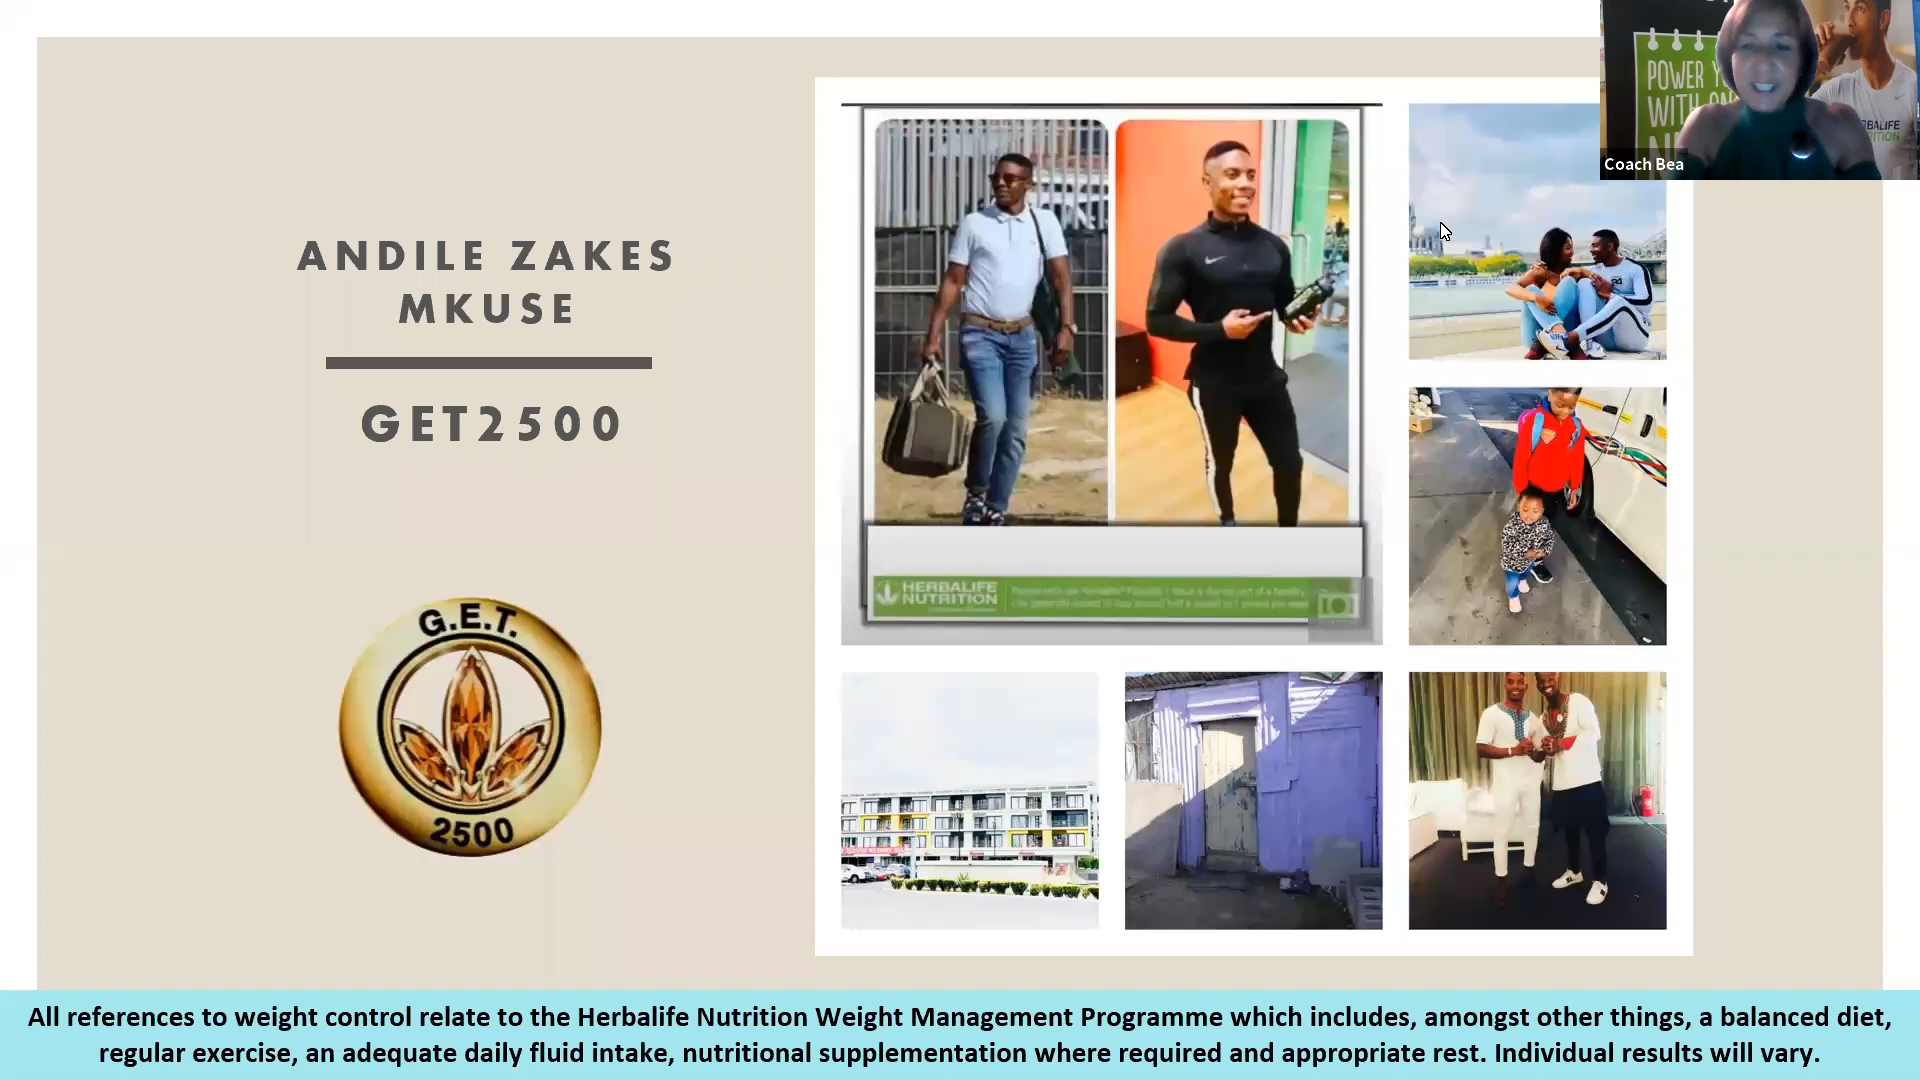 ANDILE ZAKES
MKUSE
GET2500
G.E.T.
2500
HERBALIFE
NUTRITION
POWER
WITH
Coach Bea
All references to weight control relate to the Herbalife Nutrition Weight Management Programme which includes, amongst other things, a balanced diet,
regular exercise, an adequate daily fluid intake, nutritional supplementation where required and appropriate rest. Individual results will vary.